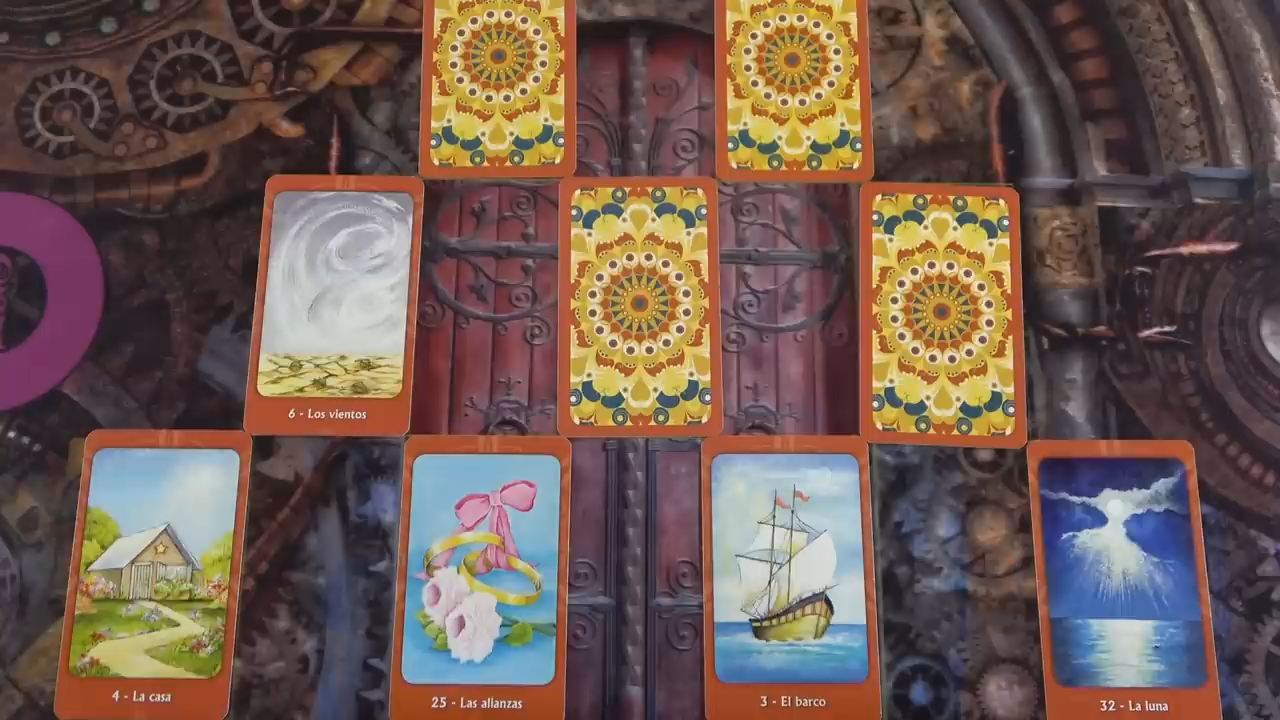 6 - Los vientos
4 - La casa
25 - Las alianzas
3 - El barco
32 - La luna